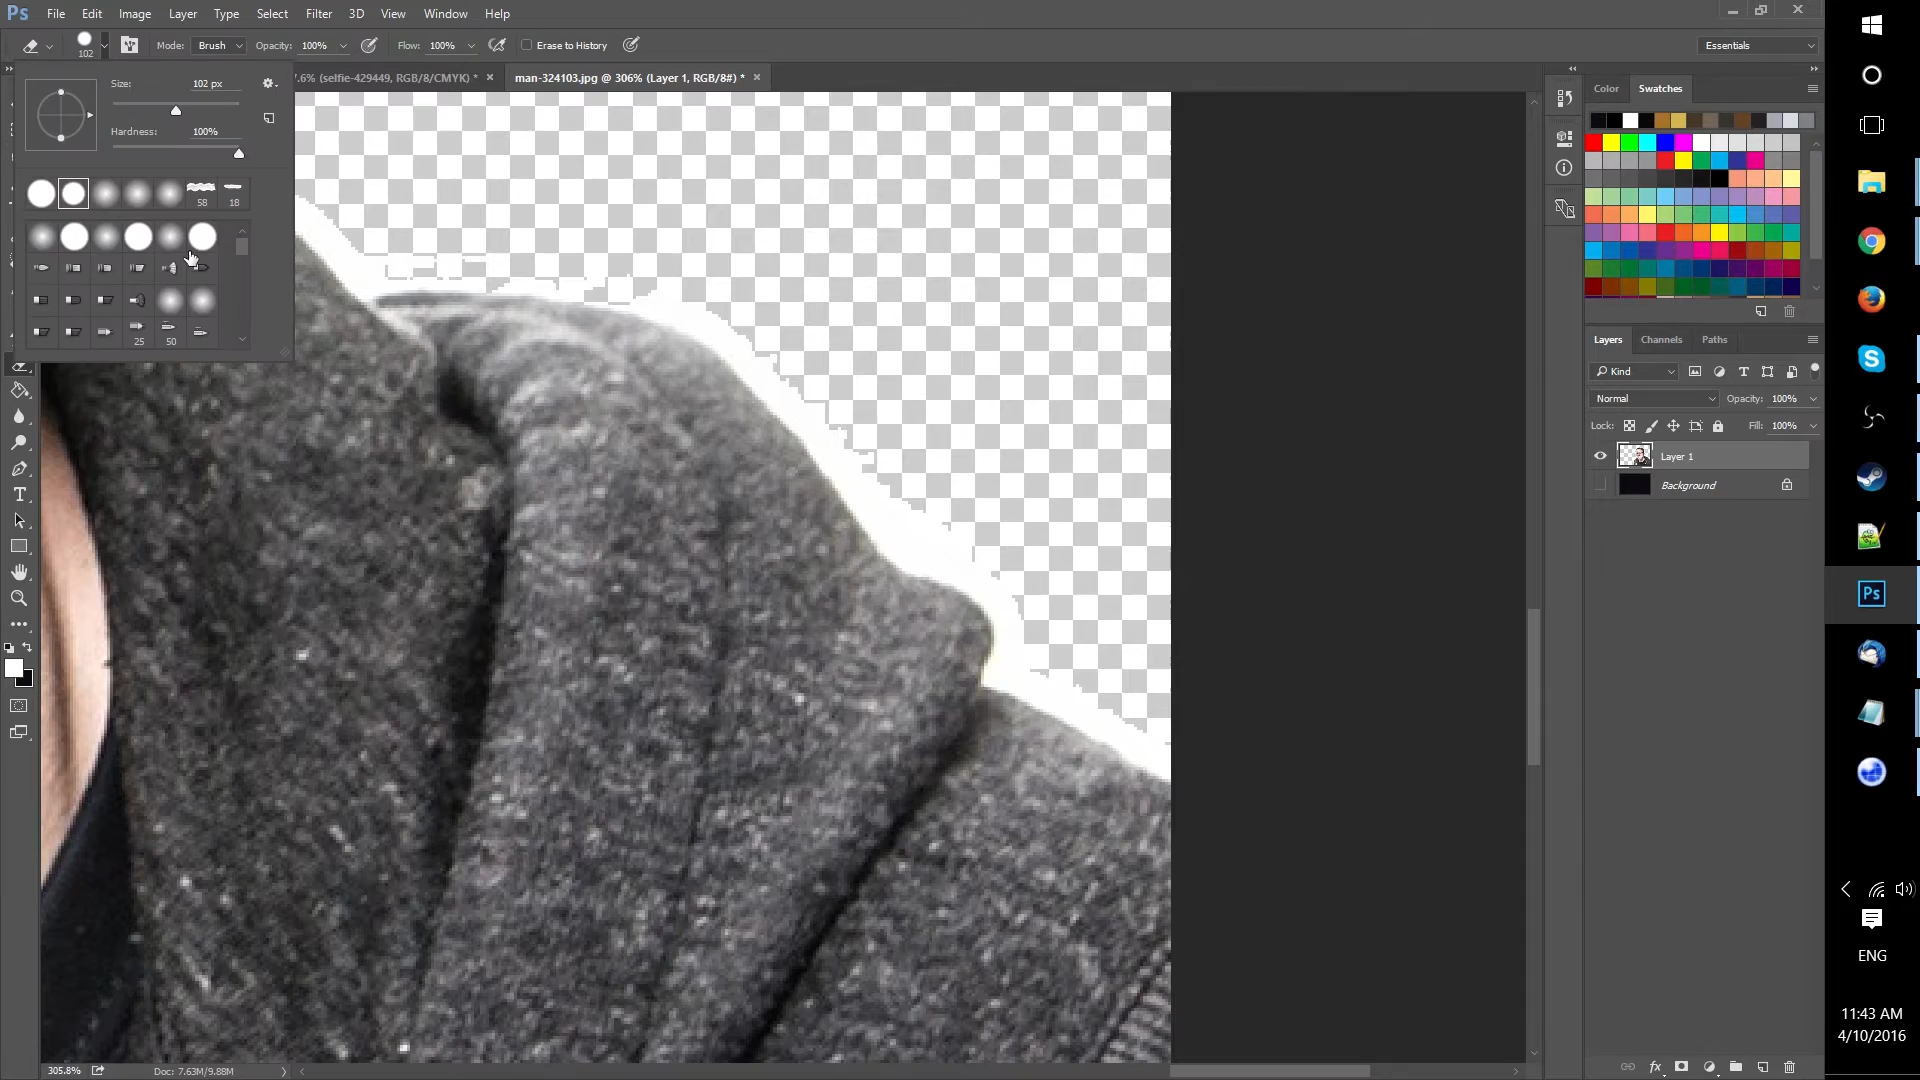 Ps File Edit Image Layer Type Select Filter 3D View Window Help
102 Mode: Brush Opacity: 100% Flow: 100% Erase to History Essentials
7.6% (selfie-429449, RGB/8/CMYK) * man-324103.jpg @ 306% (Layer 1, RGB/8#) *
Size: 102 px
Hardness: 100%
58 18
25 50
Color Swatches
Layers Channels Paths
Kind
Normal Opacity: 100%
Lock: Fill: 100%
Layer 1
Background
305.8% Doc: 7.63M/9.88M
Ps
ENG
11:43 AM
4/10/2016